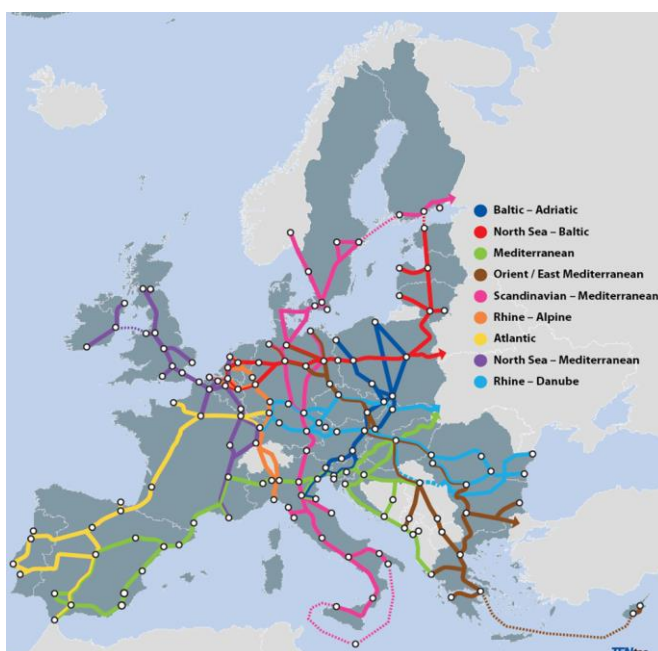 Baltic – Adriatic
North Sea – Baltic
Mediterranean
Orient / East Mediterranean
Scandinavian – Mediterranean
Rhine – Alpine
Atlantic
North Sea – Mediterranean
Rhine – Danube